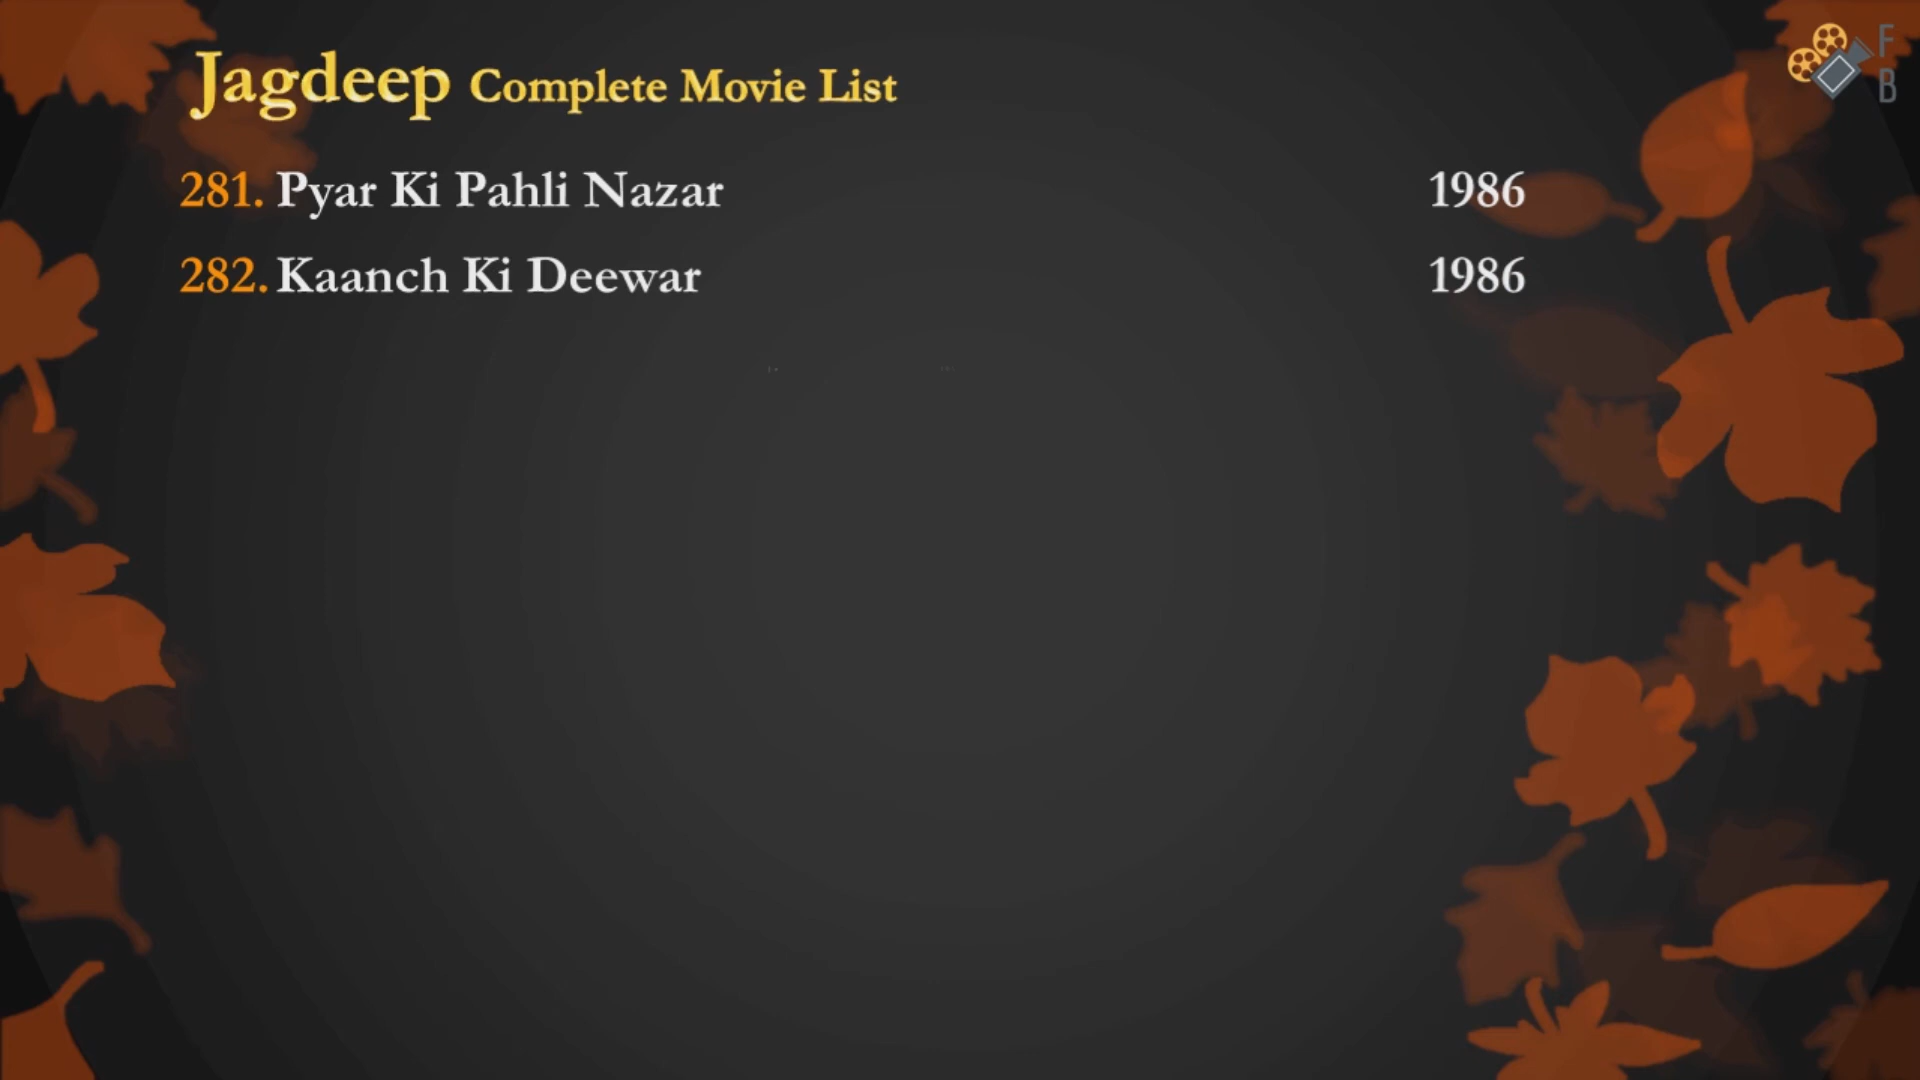 Jagdeep Complete Movie List
281. Pyar Ki Pahli Nazar 1986
282. Kaanch Ki Deewar 1986
F
B